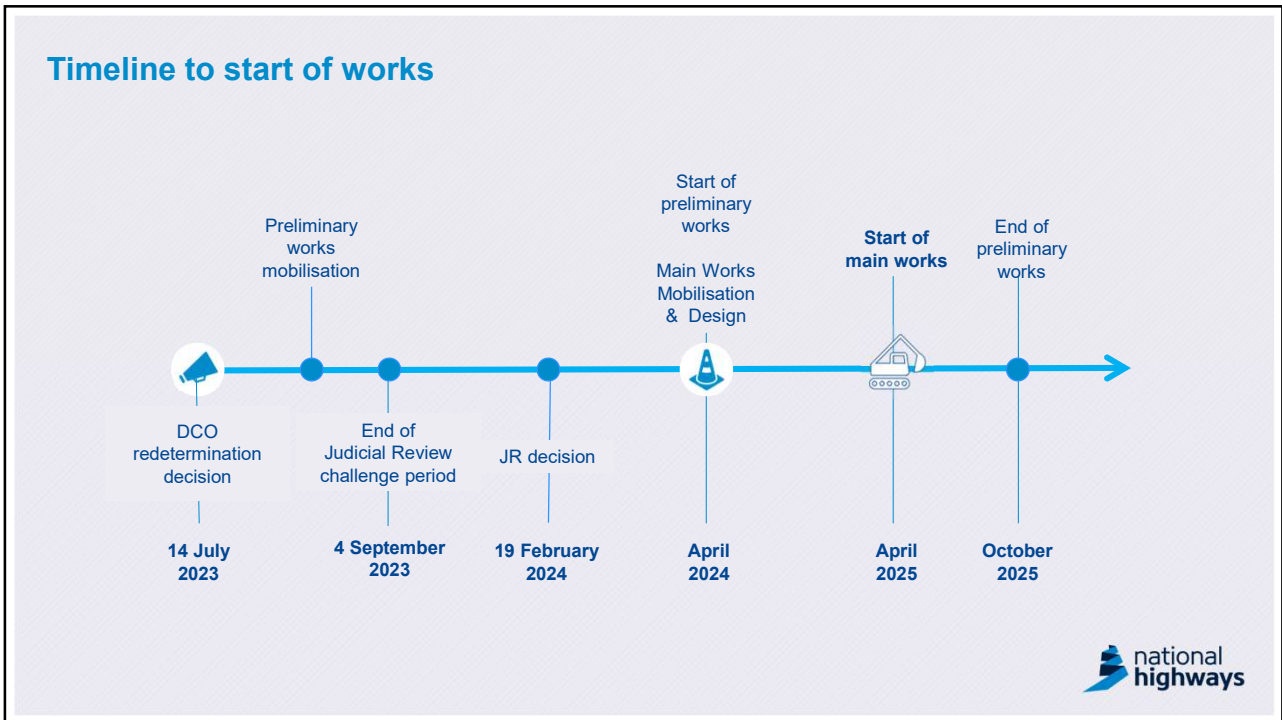 Timeline to start of works
Preliminary
works
mobilisation
Start of
preliminary
works
Main Works
Mobilisation
& Design
Start of
main works
End of
preliminary
works
DCO
redetermination
decision
End of
Judicial Review
challenge period
JR decision
14 July
2023
4 September
2023
19 February
2024
April
2024
April
2025
October
2025
national
highways